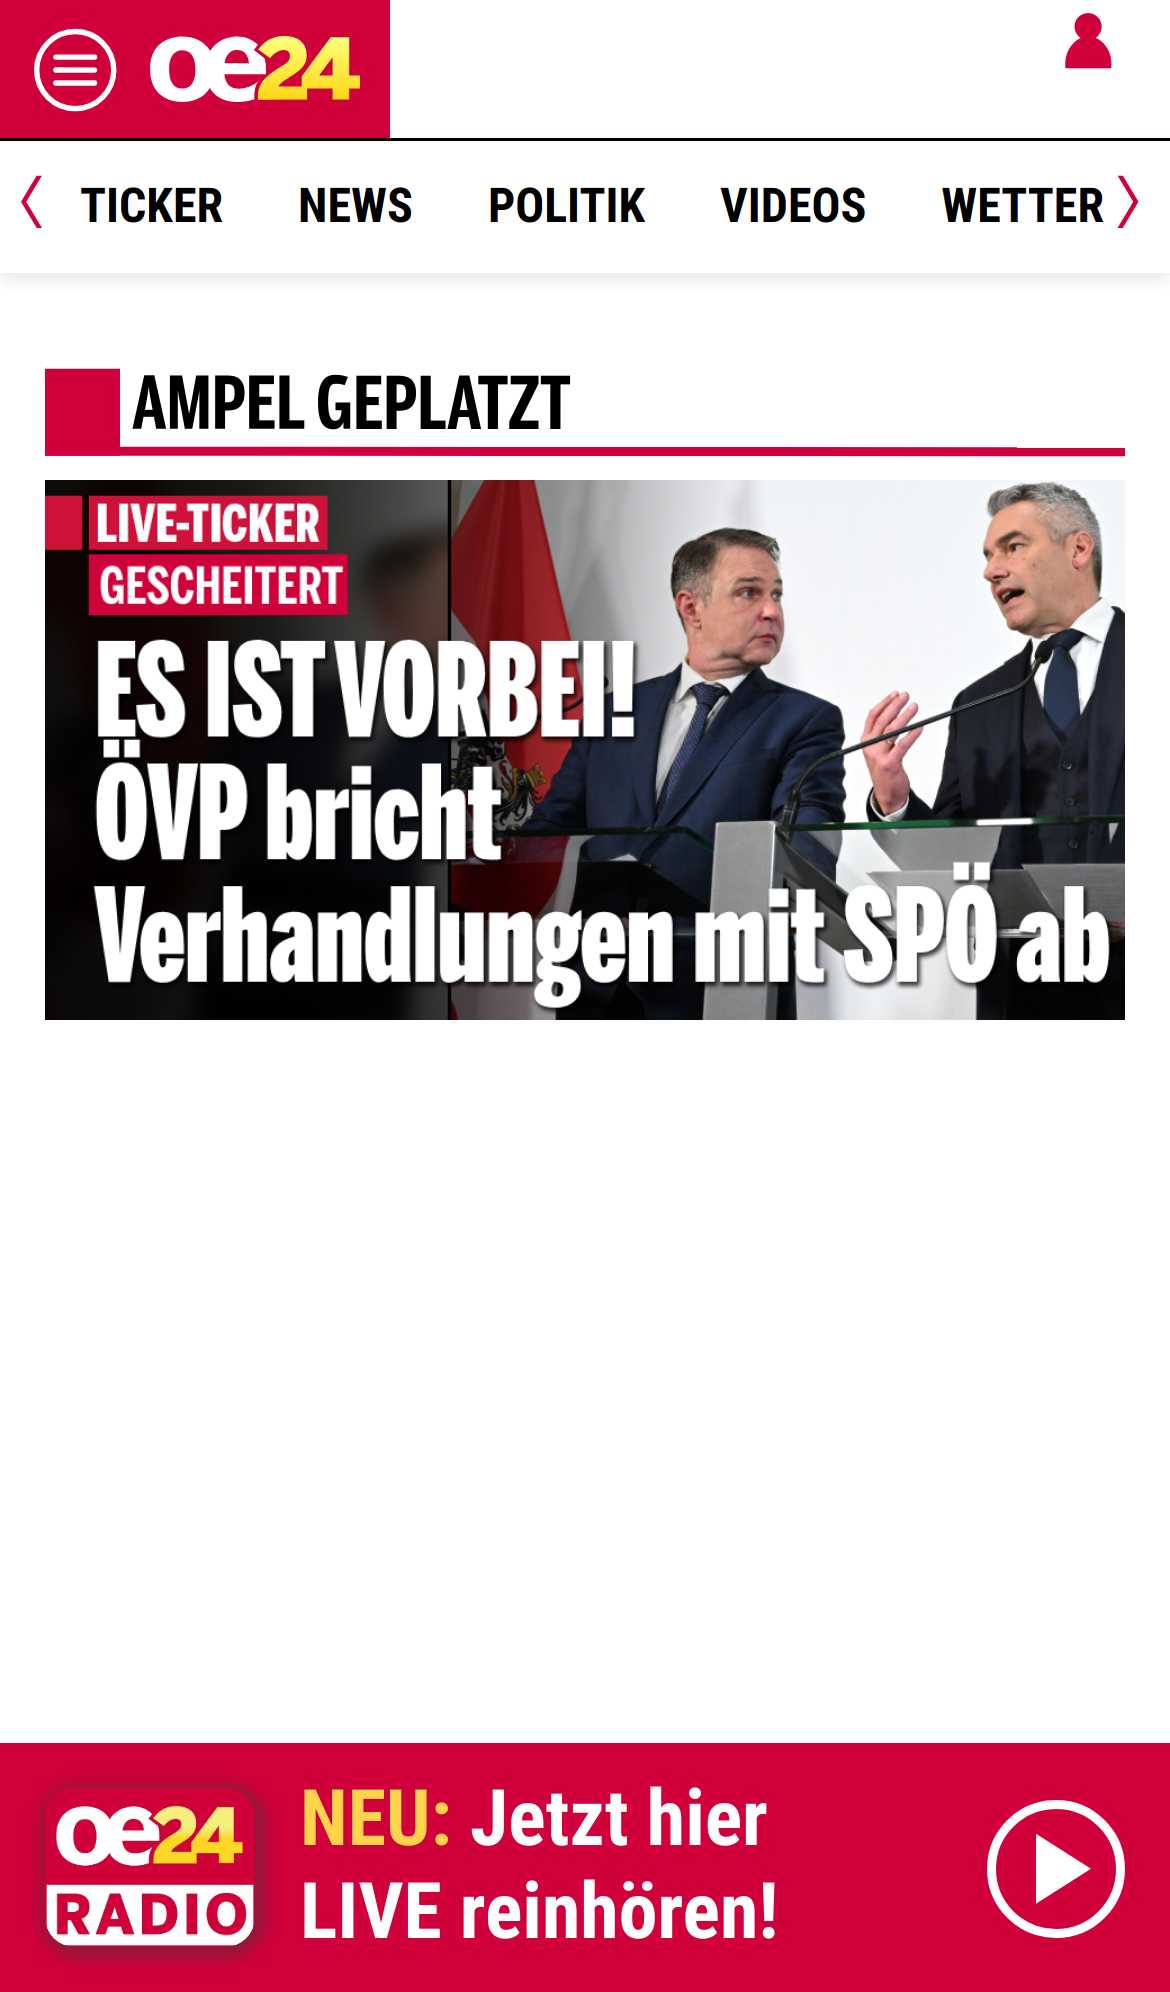 oe24
TICKER NEWS POLITIK VIDEOS WETTER
AMPEL GEPLATZT
LIVE-TICKER
GESCHEITERT
ES IST VORBEI!
ÖVP bricht
Verhandlungen mit SPÖ ab
oe24
RADIO
NEU: Jetzt hier
LIVE reinhören!